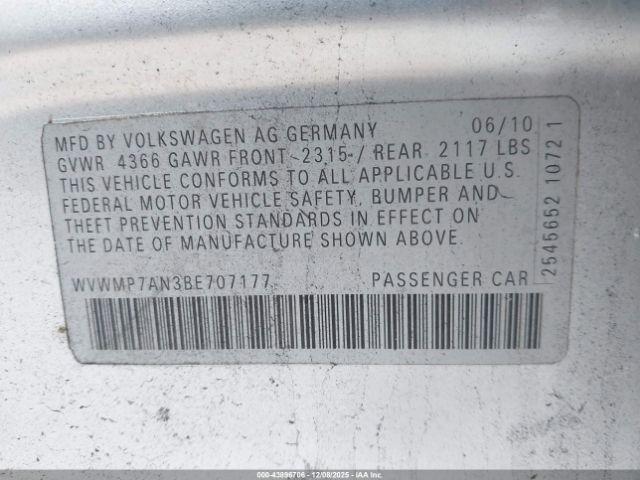 MFD BY VOLKSWAGEN AG GERMANY 06/10
GVWR 4366 GAWR FRONT -2315-/ REAR 2117 LBS
THIS VEHICLE CONFORMS TO ALL APPLICABLE U.S.
FEDERAL MOTOR VEHICLE SAFETY, BUMPER AND
THEFT PREVENTION STANDARDS IN EFFECT ON
THE DATE OF MANUFACTURE SHOWN ABOVE.
WVWMP7AN3BE707177 PASSENGER CAR
2545652 1072 1
000-43896706 - 12/08/2025 - IAA Inc.